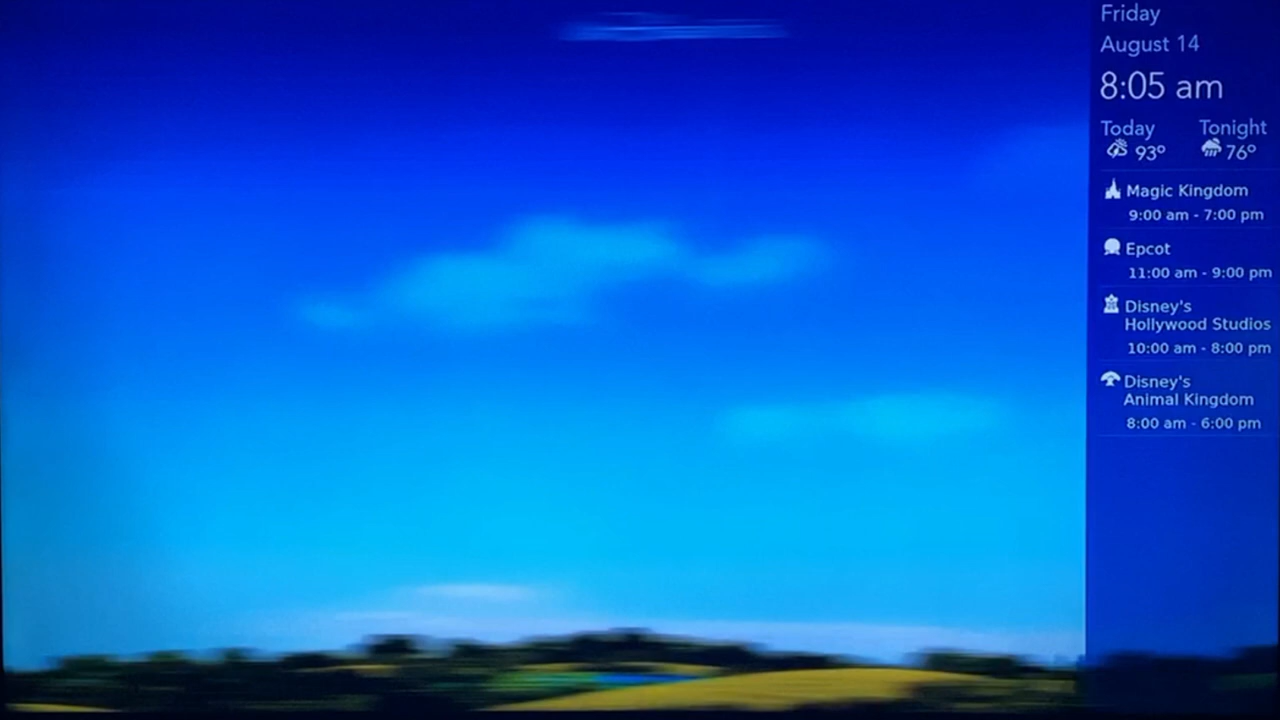 Friday
August 14
8:05 am
Today Tonight
93° 76°
Magic Kingdom
9:00 am - 7:00 pm
Epcot
11:00 am - 9:00 pm
Disney's
Hollywood Studios
10:00 am - 8:00 pm
Disney's
Animal Kingdom
8:00 am - 6:00 pm